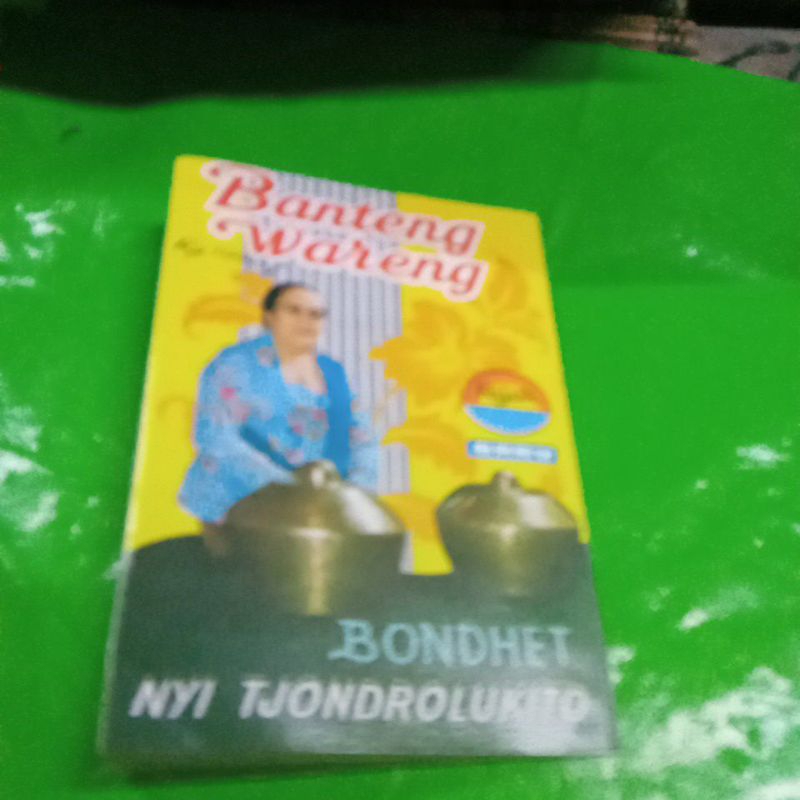 Banteng
Wareng
BONDHET
NYI TJONDROLUKITO